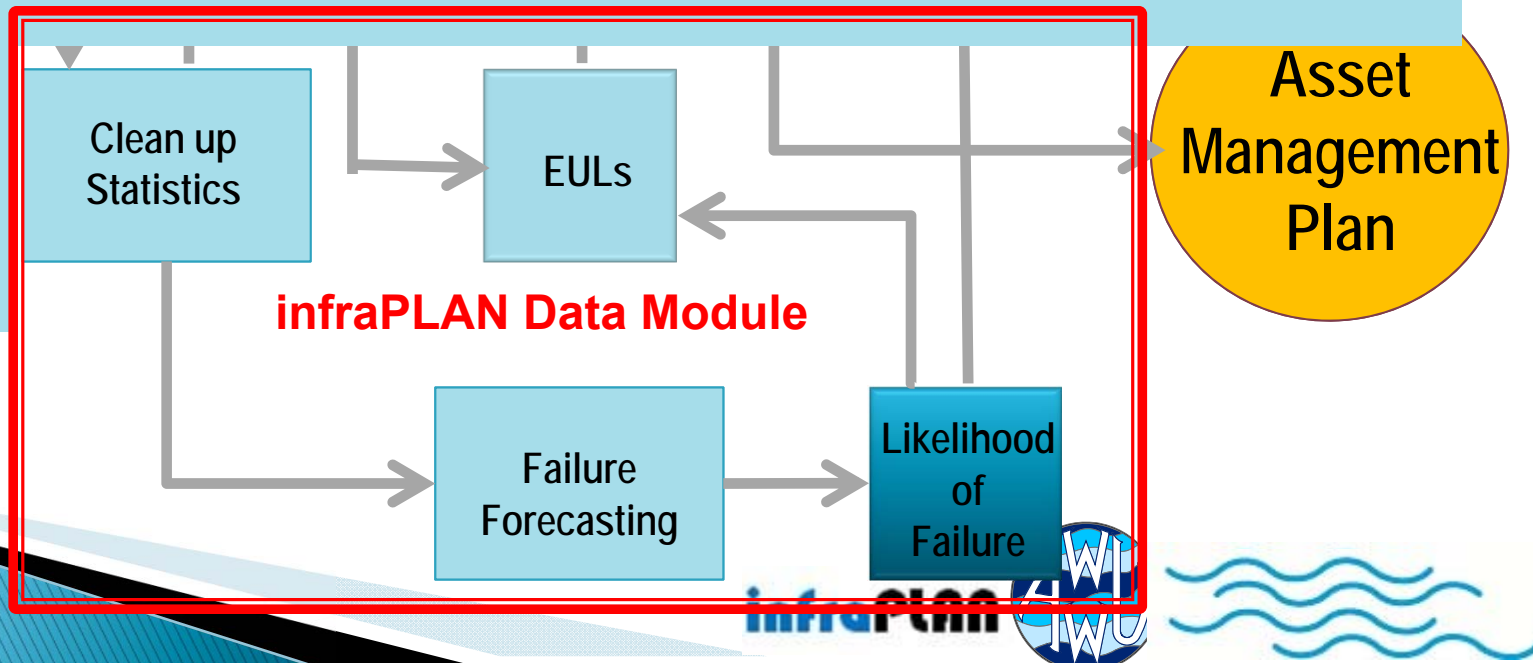 Asset
Management
Plan
Clean up
Statistics
EULs
infraPLAN Data Module
Failure
Forecasting
Likelihood
of
Failure
infraPLAN